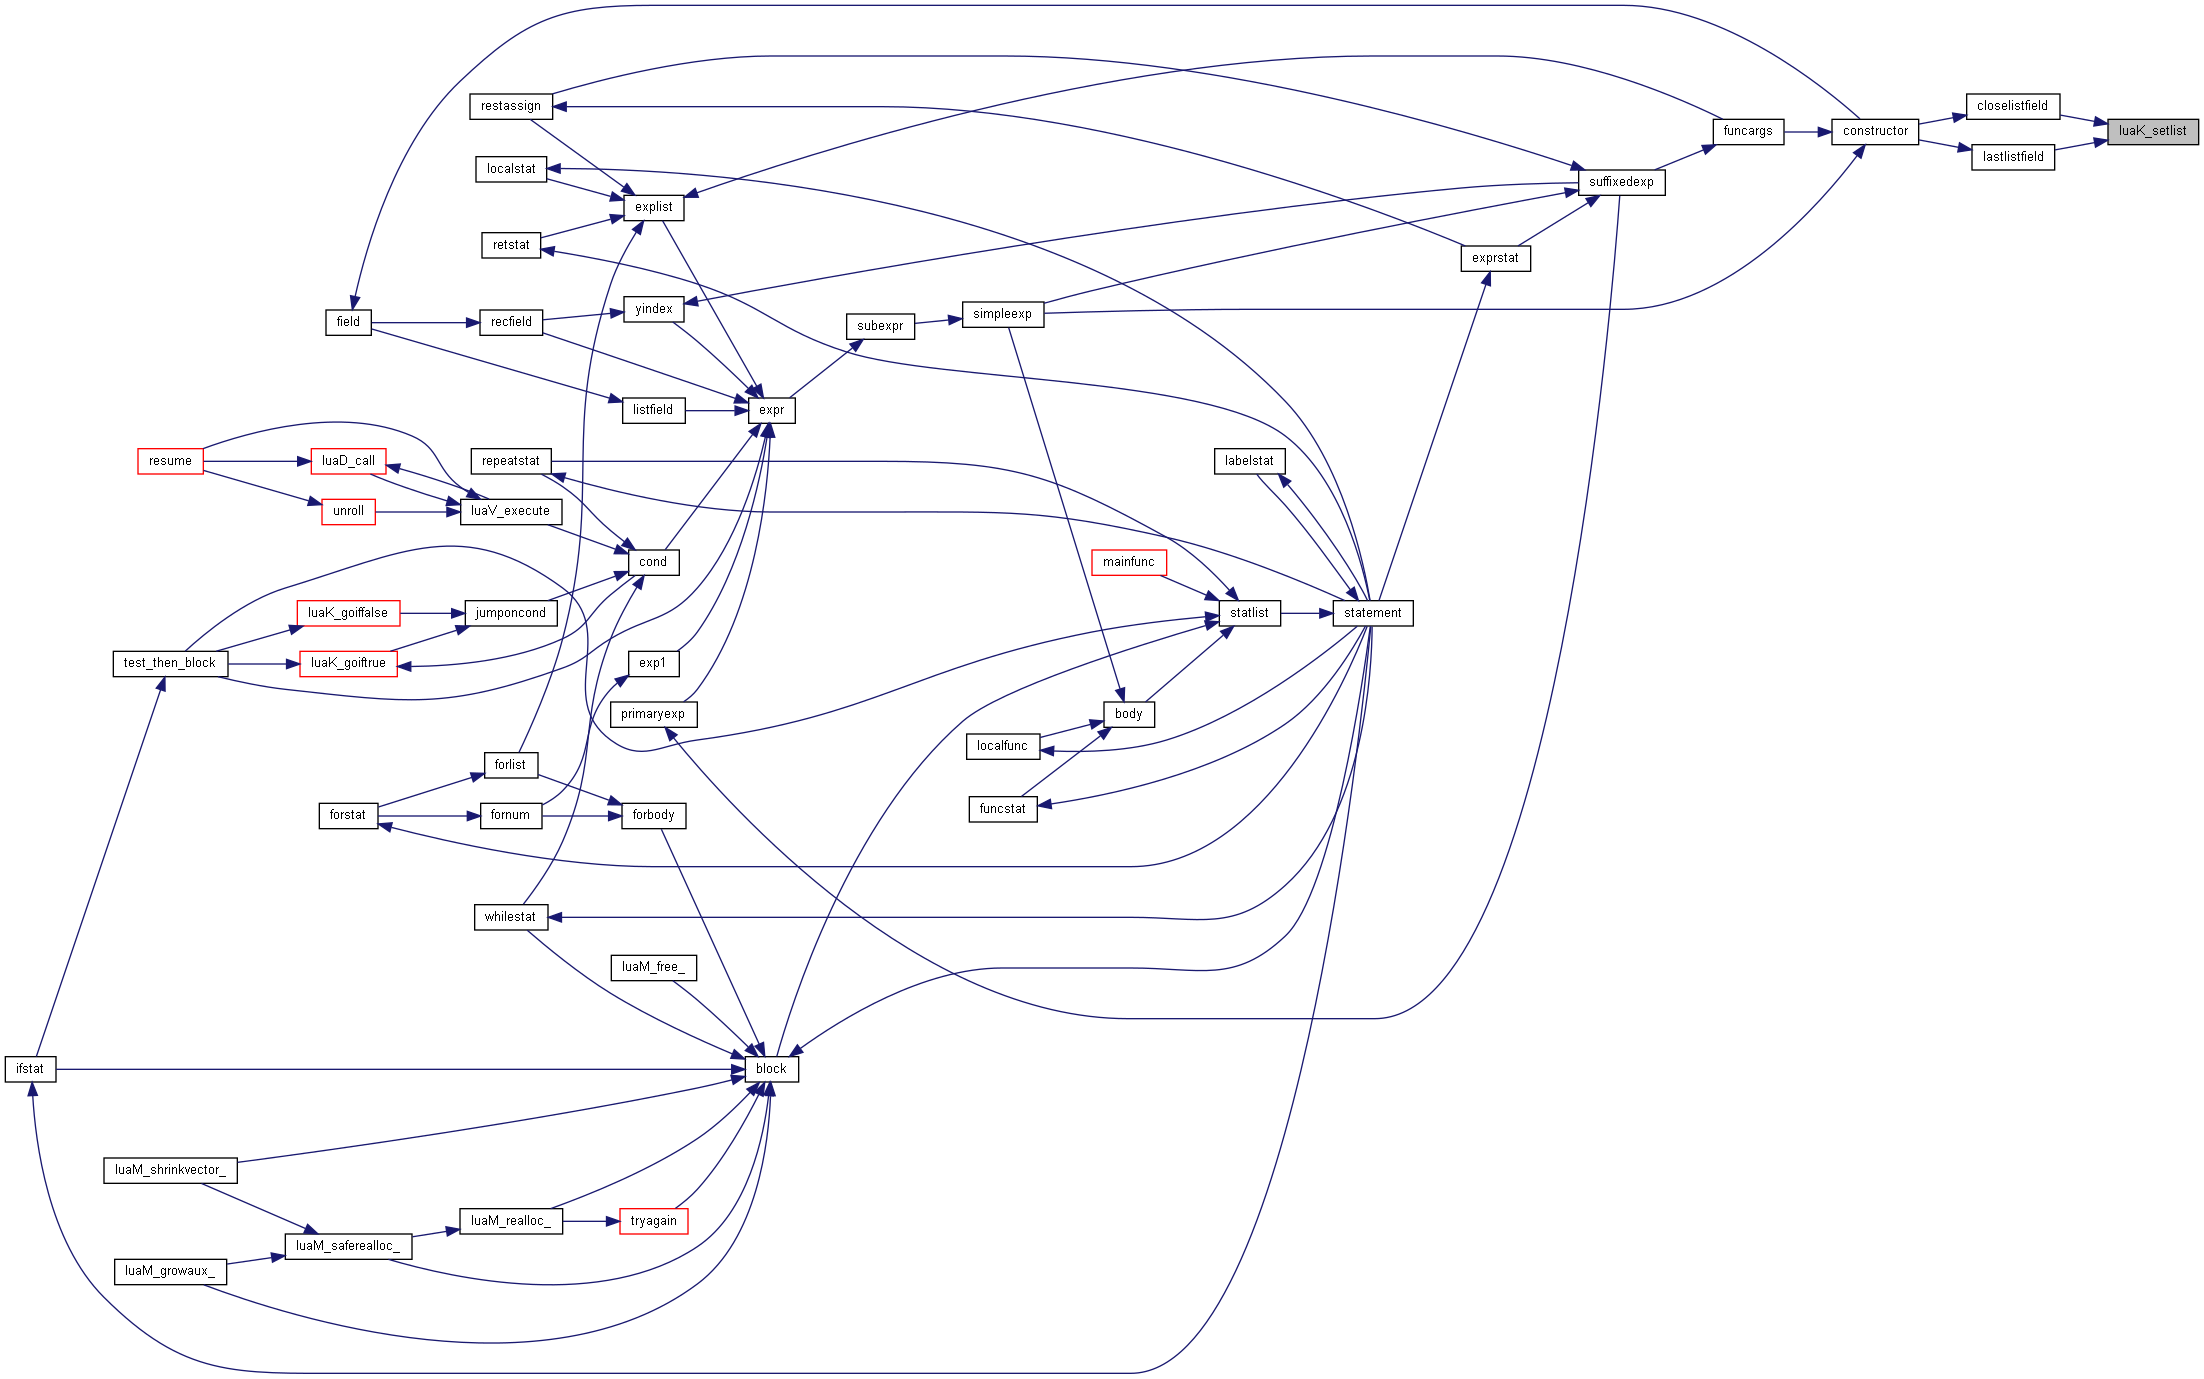 restassign
closelistfield
funcargs
constructor
luaK_setlist
lastlistfield
localstat
suffixedexp
explist
retstat
exprstat
yindex
simpleexp
field
recfield
subexpr
listfield
expr
resume
luaD_call
repeatstat
labelstat
unroll
luaV_execute
cond
mainfunc
luaK_goiffalse
jumponcond
statlist
statement
test_then_block
luaK_goiftrue
exp1
primaryexp
body
localfunc
forlist
funcstat
forstat
fornum
forbody
whilestat
luaM_free_
ifstat
block
luaM_shrinkvector_
luaM_realloc_
tryagain
luaM_saferealloc_
luaM_growaux_